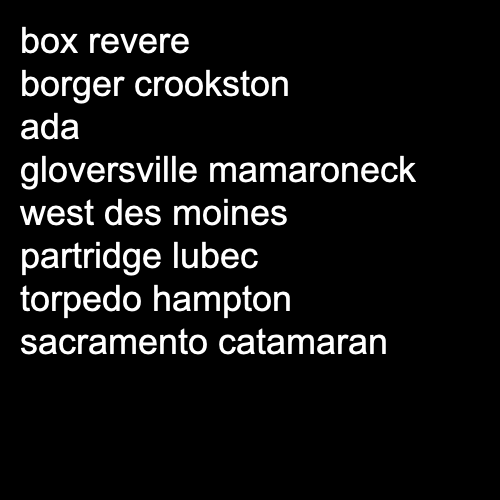 box revere
borger crookston
ada
gloversville mamaroneck
west des moines
partridge lubec
torpedo hampton
sacramento catamaran